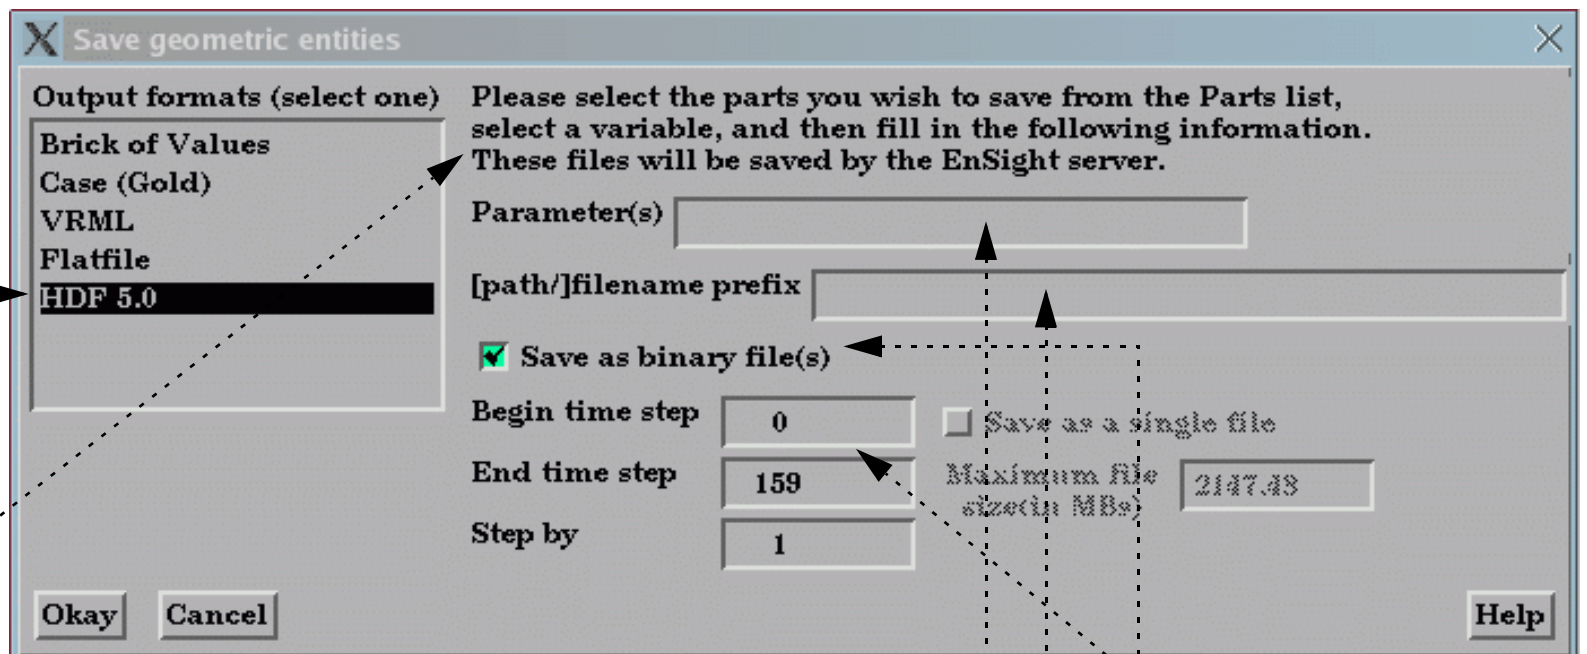 Save geometric entities
Output formats (select one)
Brick of Values
Case (Gold)
VRML
Flatfile
HDF 5.0
Please select the parts you wish to save from the Parts list,
select a variable, and then fill in the following information.
These files will be saved by the EnSight server.
Parameter(s)
[path/]filename prefix
Save as binary file(s)
Begin time step 0
Save as a single file
End time step 159
Maximum file
size(in MBs) 2147.48
Step by 1
Okay Cancel Help